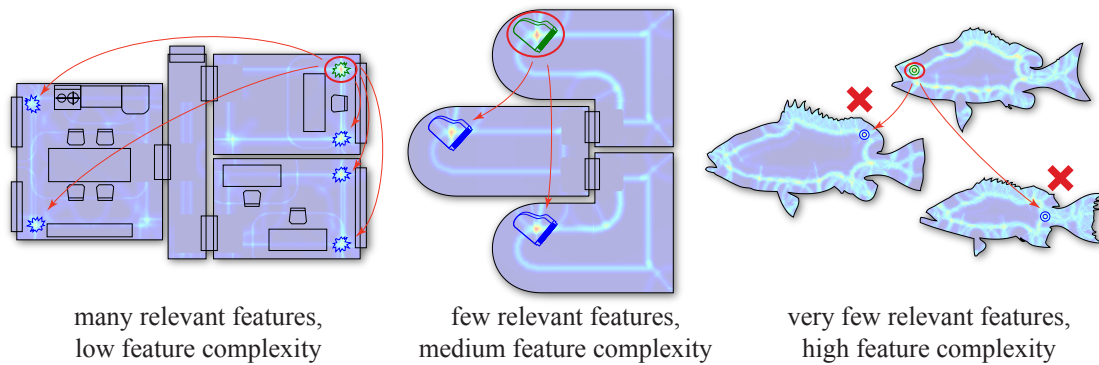 many relevant features,
low feature complexity
few relevant features,
medium feature complexity
very few relevant features,
high feature complexity